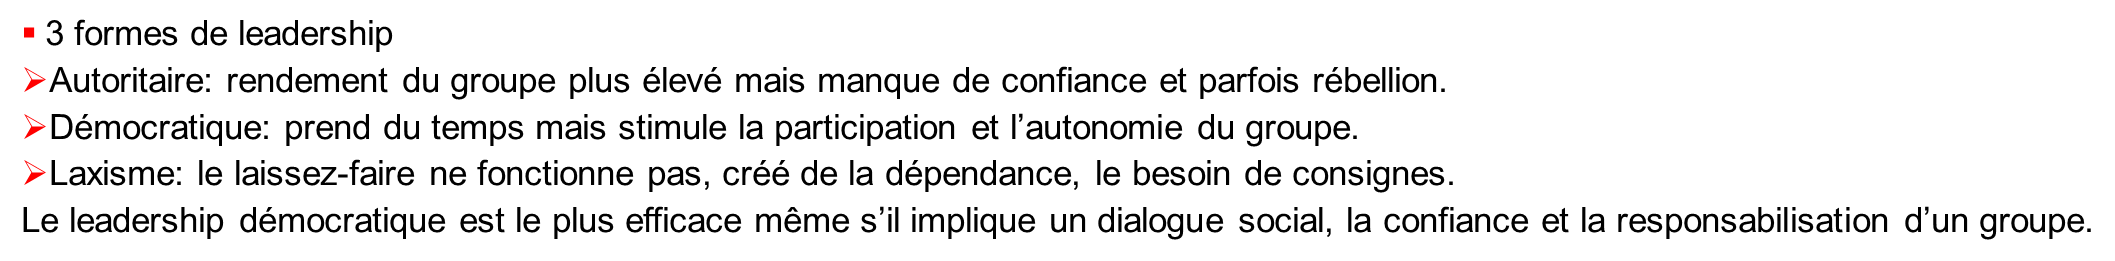 ▪ 3 formes de leadership
➢Autoritaire: rendement du groupe plus élevé mais manque de confiance et parfois rébellion.
➢Démocratique: prend du temps mais stimule la participation et l’autonomie du groupe.
➢Laxisme: le laissez-faire ne fonctionne pas, créé de la dépendance, le besoin de consignes.
Le leadership démocratique est le plus efficace même s’il implique un dialogue social, la confiance et la responsabilisation d’un groupe.